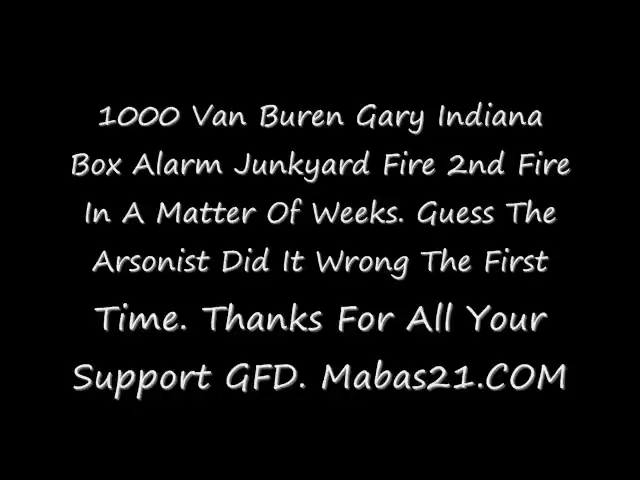 1000 Van Buren Gary Indiana
Box Alarm Junkyard Fire 2nd Fire
In A Matter Of Weeks. Guess The
Arsonist Did It Wrong The First
Time. Thanks For All Your
Support GFD. Mabas21.COM